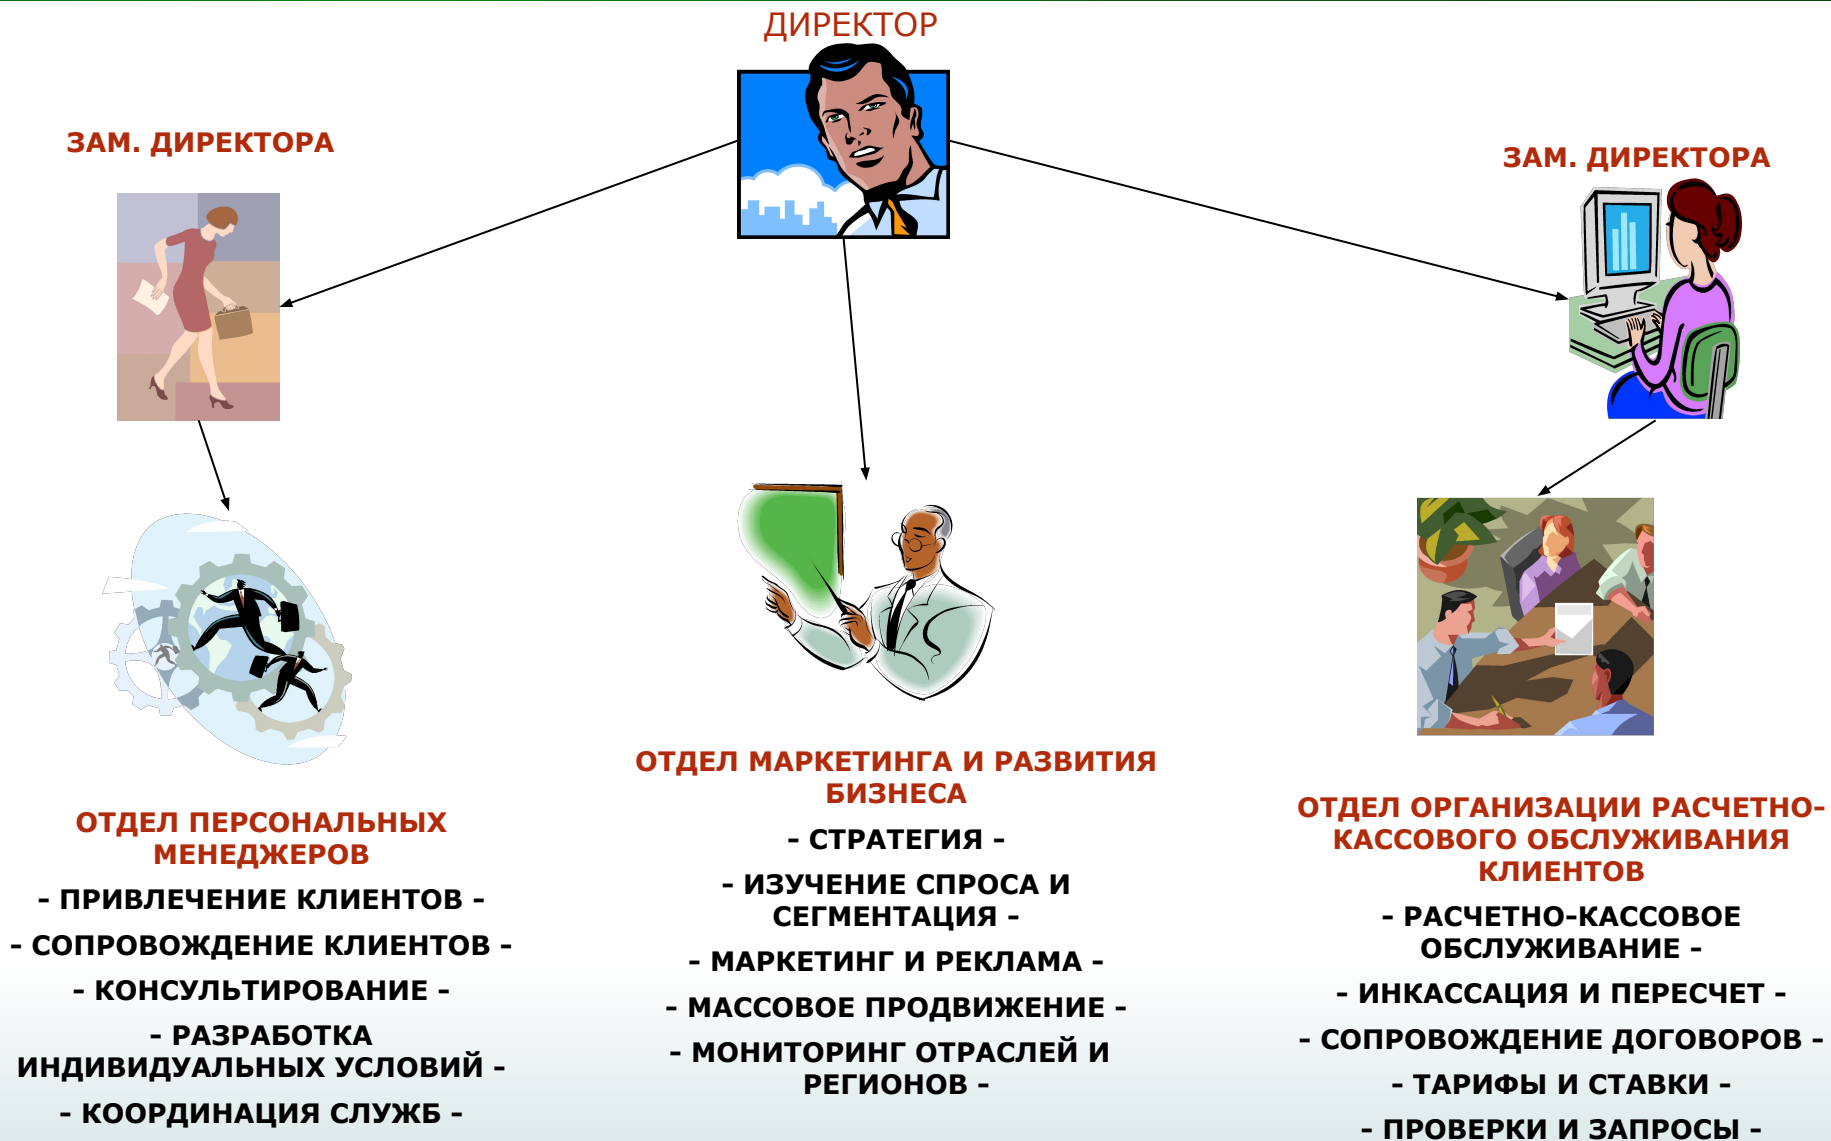 ДИРЕКТОР
ЗАМ. ДИРЕКТОРА
ЗАМ. ДИРЕКТОРА
ОТДЕЛ ПЕРСОНАЛЬНЫХ
МЕНЕДЖЕРОВ
- ПРИВЛЕЧЕНИЕ КЛИЕНТОВ -
- СОПРОВОЖДЕНИЕ КЛИЕНТОВ -
- КОНСУЛЬТИРОВАНИЕ -
- РАЗРАБОТКА
ИНДИВИДУАЛЬНЫХ УСЛОВИЙ -
- КООРДИНАЦИЯ СЛУЖБ -
ОТДЕЛ МАРКЕТИНГА И РАЗВИТИЯ
БИЗНЕСА
- СТРАТЕГИЯ -
- ИЗУЧЕНИЕ СПРОСА И
СЕГМЕНТАЦИЯ -
- МАРКЕТИНГ И РЕКЛАМА -
- МАССОВОЕ ПРОДВИЖЕНИЕ -
- МОНИТОРИНГ ОТРАСЛЕЙ И
РЕГИОНОВ -
ОТДЕЛ ОРГАНИЗАЦИИ РАСЧЕТНО-
КАССОВОГО ОБСЛУЖИВАНИЯ
КЛИЕНТОВ
- РАСЧЕТНО-КАССОВОЕ
ОБСЛУЖИВАНИЕ -
- ИНКАССАЦИЯ И ПЕРЕСЧЕТ -
- СОПРОВОЖДЕНИЕ ДОГОВОРОВ -
- ТАРИФЫ И СТАВКИ -
- ПРОВЕРКИ И ЗАПРОСЫ -